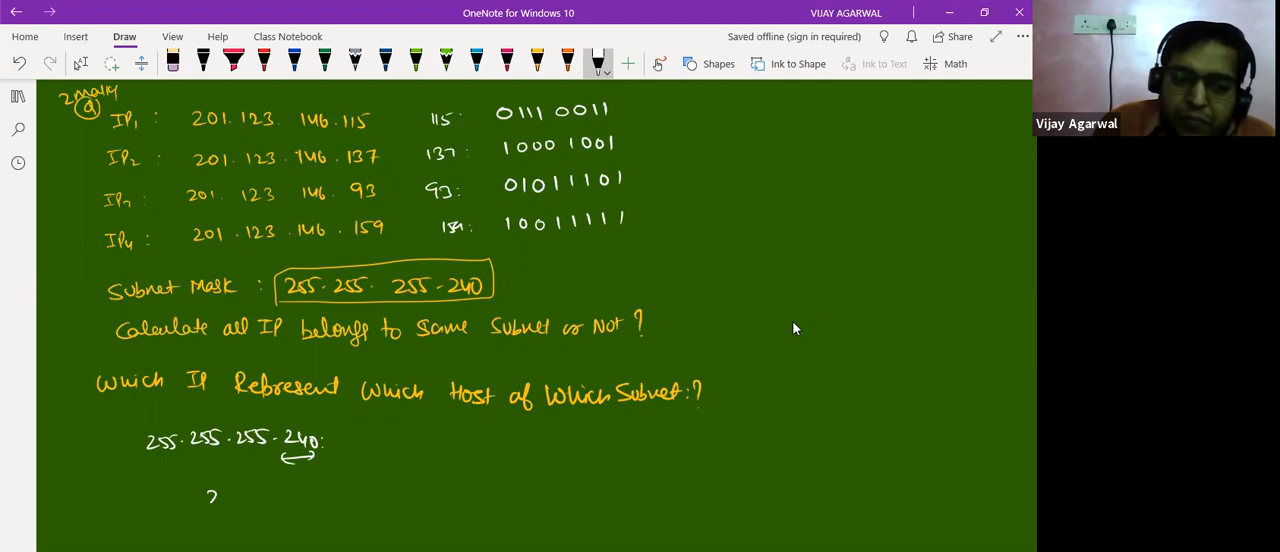 OneNote for Windows 10
VIJAY AGARWAL
Home Insert Draw View Help Class Notebook
Saved offline (sign in required) Share
Shapes Ink to Shape Ink to Text Math
Vijay Agarwal
2 Mark
Q IP1 : 201.123. 146.115 115: 0111 0011
IP2 : 201.123.146.137 137: 1000 1001
IP3 : 201. 123 146. 93 93: 01011101
IP4 : 201.123.146.159 159: 10011111
Subnet Mask : 255.255. 255.240
Calculate all IP belongs to same subnet or Not?
Which IP Represent Which Host of Which Subnet:?
255.255.255.240:
2